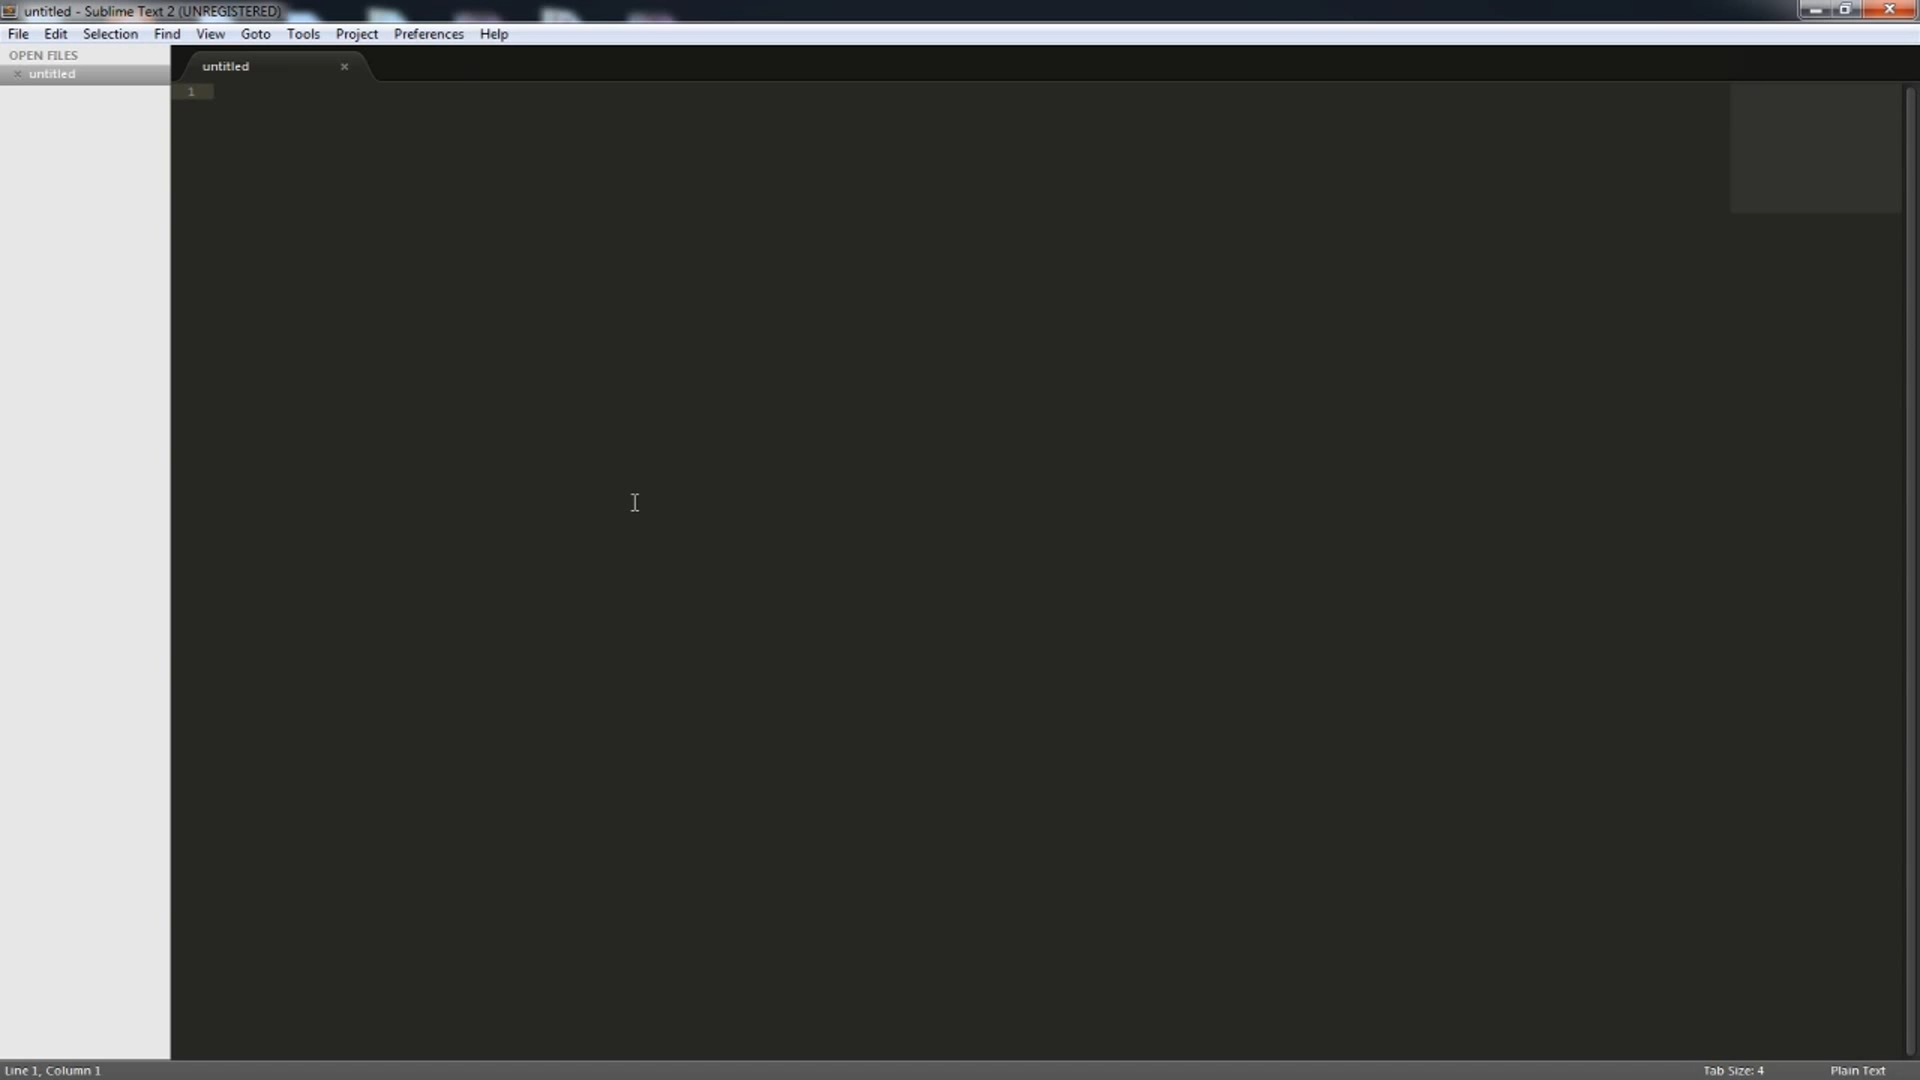 untitled - Sublime Text 2 (UNREGISTERED)
File Edit Selection Find View Goto Tools Project Preferences Help
OPEN FILES
untitled
untitled
1
Line 1, Column 1
Tab Size: 4
Plain Text